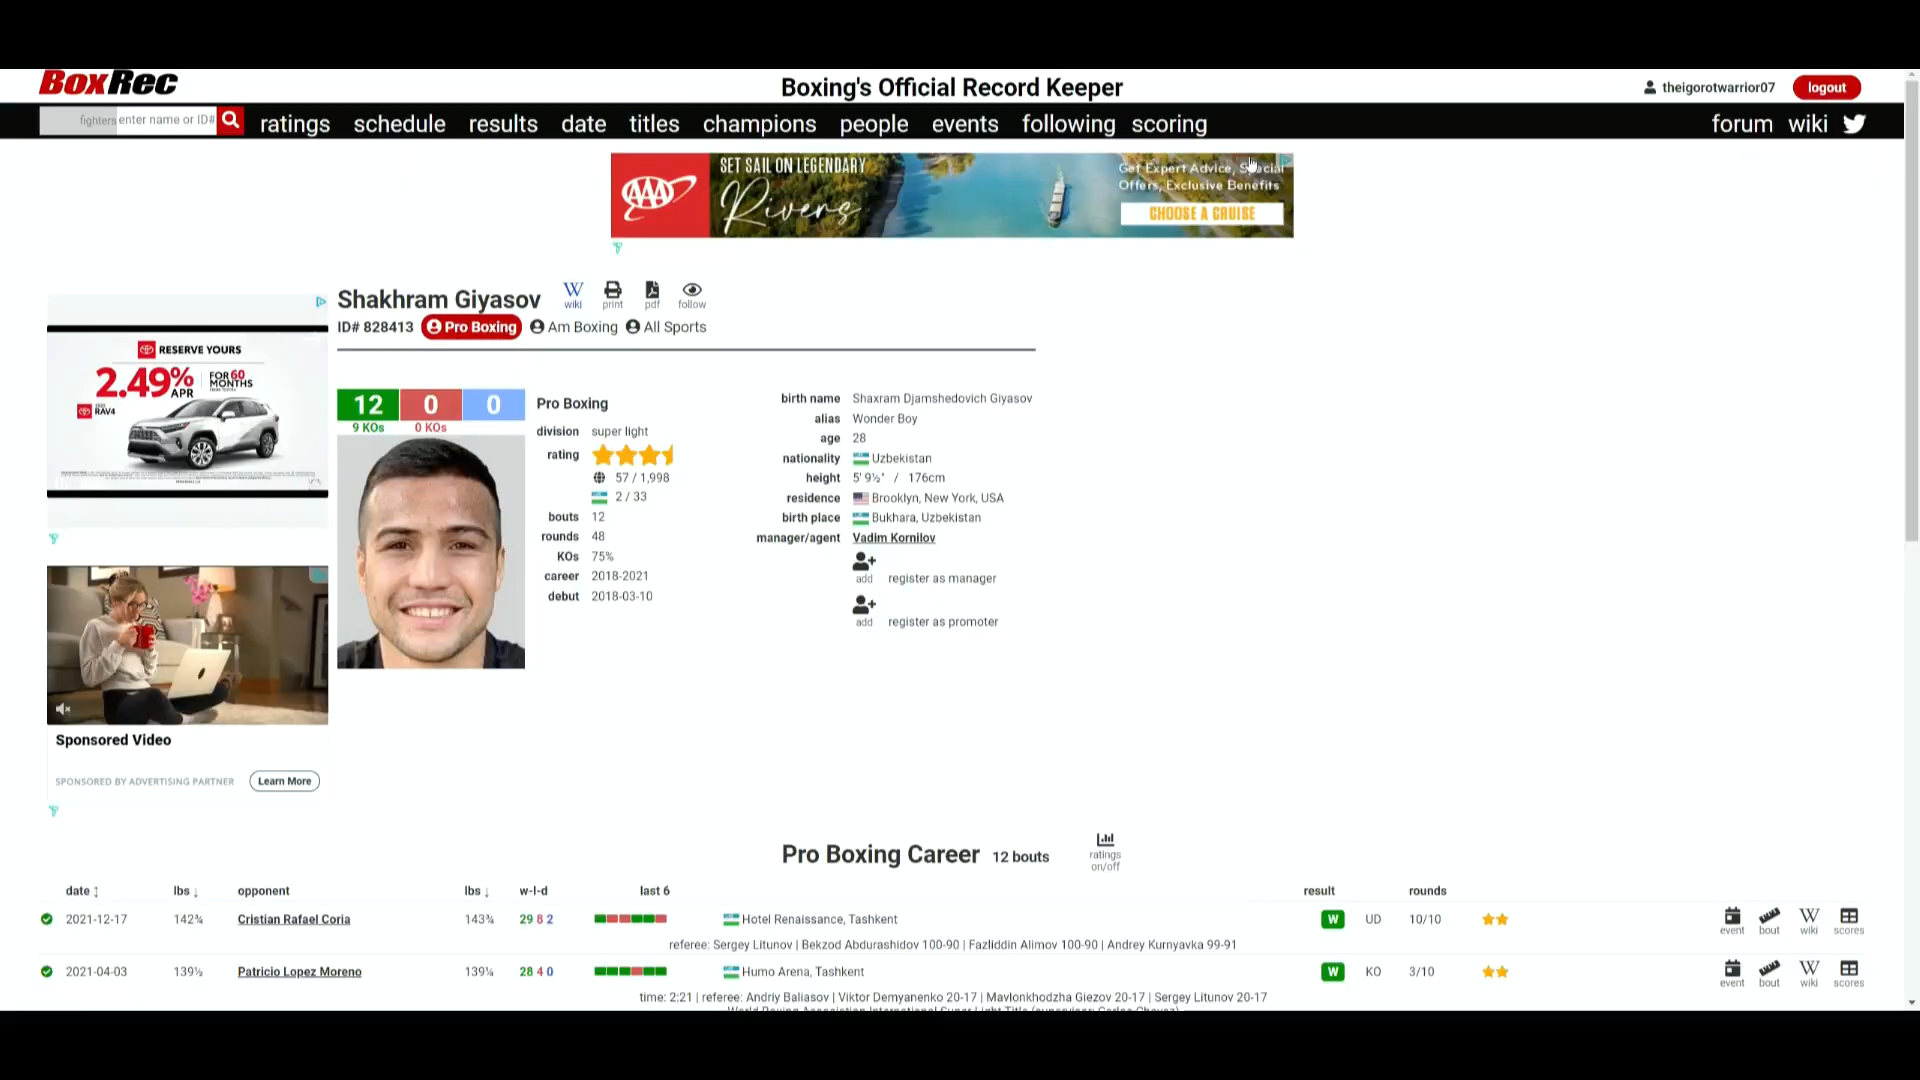 BoxRec
Boxing's Official Record Keeper
theigorotwarrior07
logout
fighters enter name or ID#
ratings schedule results date titles champions people events following scoring
forum wiki
AAA
SET SAIL ON LEGENDARY
Rivers
Get Expert Advice, Special
Offers, Exclusive Benefits
CHOOSE A CRUISE
Shakhram Giyasov
wiki print pdf follow
ID# 828413 Pro Boxing Am Boxing All Sports
RESERVE YOURS
2.49% APR FOR 60 MONTHS
RAV4
12 0 0
9 KOs 0 KOs
Pro Boxing
division super light
rating
57 / 1,998
2 / 33
bouts 12
rounds 48
KOs 75%
career 2018-2021
debut 2018-03-10
birth name Shaxram Djamshedovich Giyasov
alias Wonder Boy
age 28
nationality Uzbekistan
height 5' 9½" / 176cm
residence Brooklyn, New York, USA
birth place Bukhara, Uzbekistan
manager/agent Vadim Kornilov
add register as manager
add register as promoter
Sponsored Video
SPONSORED BY ADVERTISING PARTNER Learn More
Pro Boxing Career 12 bouts
ratings
on/off
date lbs opponent lbs w-l-d last 6 result rounds
2021-12-17 142¾ Cristian Rafael Coria 143¾ 29 8 2 Hotel Renaissance, Tashkent W UD 10/10
event bout wiki scores
referee: Sergey Litunov | Bekzod Abdurashidov 100-90 | Fazliddin Alimov 100-90 | Andrey Kurnyavka 99-91
2021-04-03 139½ Patricio Lopez Moreno 139¼ 28 4 0 Humo Arena, Tashkent W KO 3/10
event bout wiki scores
time: 2:21 | referee: Andriy Baliasov | Viktor Demyanenko 20-17 | Mavlonkhodzha Giezov 20-17 | Sergey Litunov 20-17
World Boxing Association International Super Light Title (supervisor: Carlos Chavez)